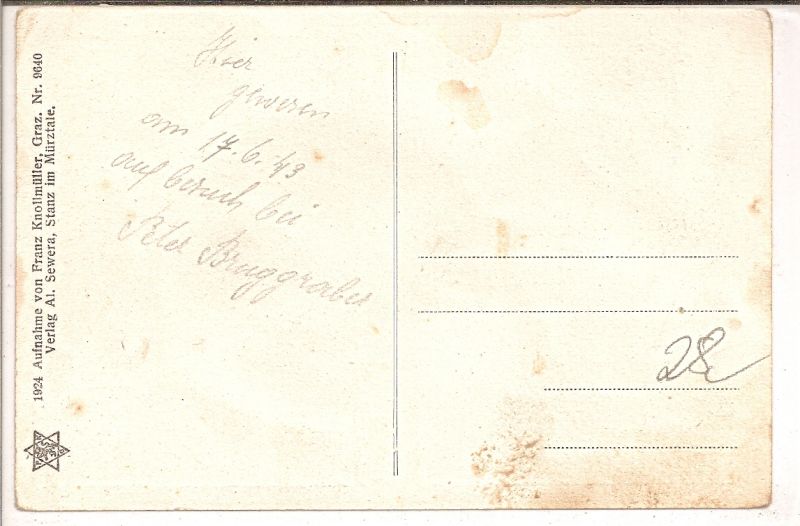 1924 Aufnahme von Franz Knollmüller, Graz. Nr. 9640
Verlag Al. Sewera, Stanz im Mürztale.
Hier
gewesen
am 17.6.43
auf besuch bei
Peter Bruggraber
28